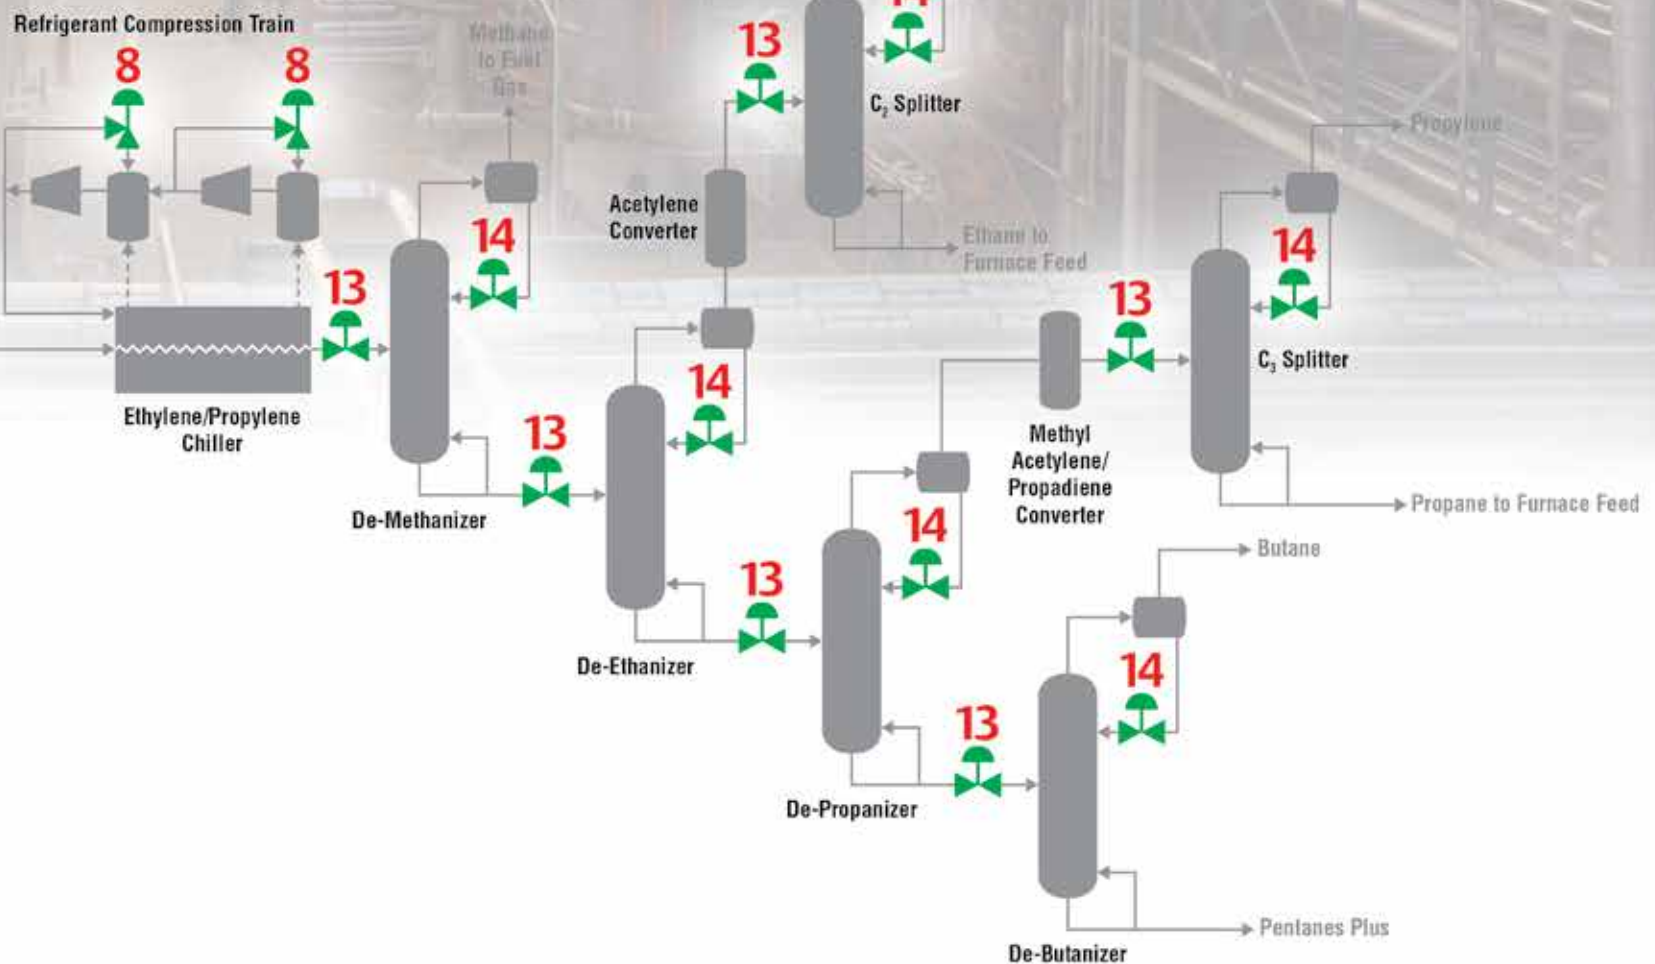 Refrigerant Compression Train
8
8
Methane
to Fuel
Gas
13
14
C₂ Splitter
Propylene
Acetylene
Converter
Ethane to
Furnace Feed
13
14
14
13
C₃ Splitter
Ethylene/Propylene
Chiller
14
13
Methyl
Acetylene/
Propadiene
Converter
De-Methanizer
Propane to Furnace Feed
14
Butane
13
De-Ethanizer
14
13
De-Propanizer
Pentanes Plus
De-Butanizer